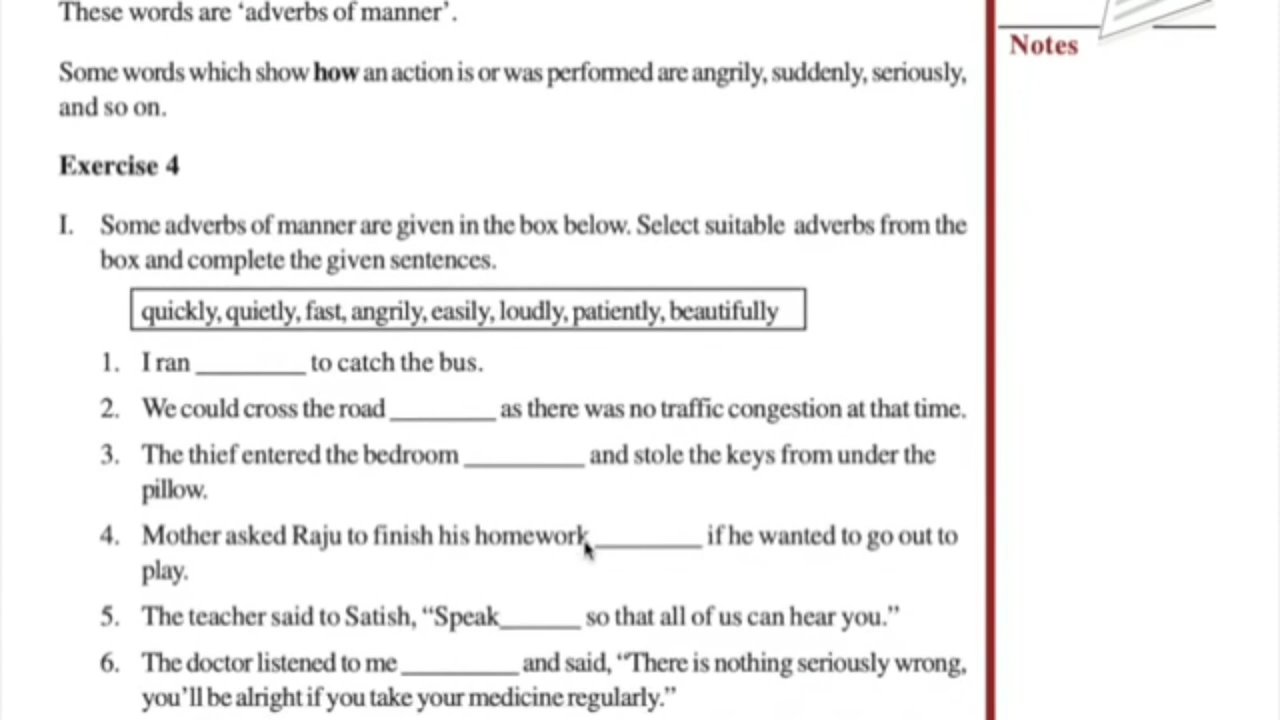 These words are ‘adverbs of manner’.
Notes
Some words which show how an action is or was performed are angrily, suddenly, seriously,
and so on.
Exercise 4
I. Some adverbs of manner are given in the box below. Select suitable adverbs from the
box and complete the given sentences.
quickly, quietly, fast, angrily, easily, loudly, patiently, beautifully
1. I ran _________ to catch the bus.
2. We could cross the road _________ as there was no traffic congestion at that time.
3. The thief entered the bedroom __________ and stole the keys from under the
pillow.
4. Mother asked Raju to finish his homework _________ if he wanted to go out to
play.
5. The teacher said to Satish, “Speak_______ so that all of us can hear you.”
6. The doctor listened to me __________ and said, “There is nothing seriously wrong,
you’ll be alright if you take your medicine regularly.”